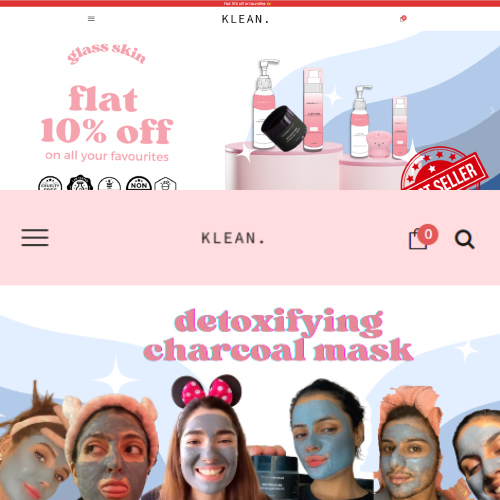 Flat 10% off on bundles
KLEAN.
glass skin
flat
10% off
on all your favourites
NON
SELLER
KLEAN.
0
detoxifying
charcoal mask